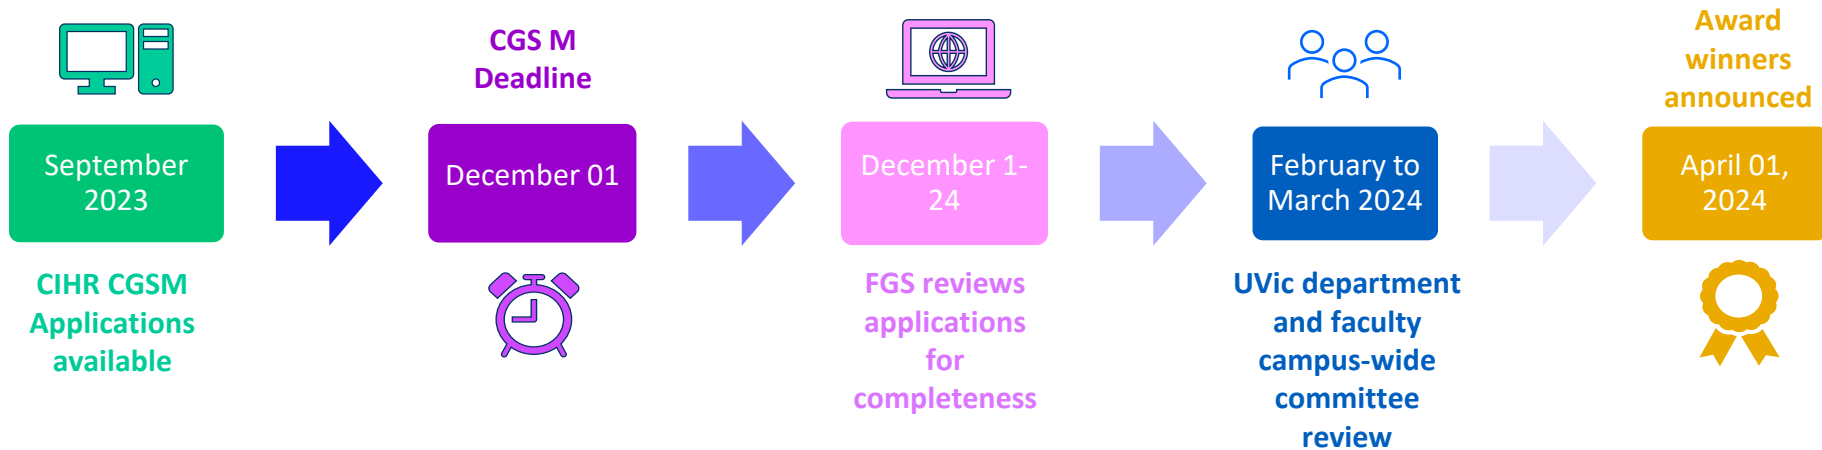 September
2023
CIHR CGSM
Applications
available
CGS M
Deadline
December 01
December 1-
24
FGS reviews
applications
for
completeness
February to
March 2024
UVic department
and faculty
campus-wide
committee
review
Award
winners
announced
April 01,
2024